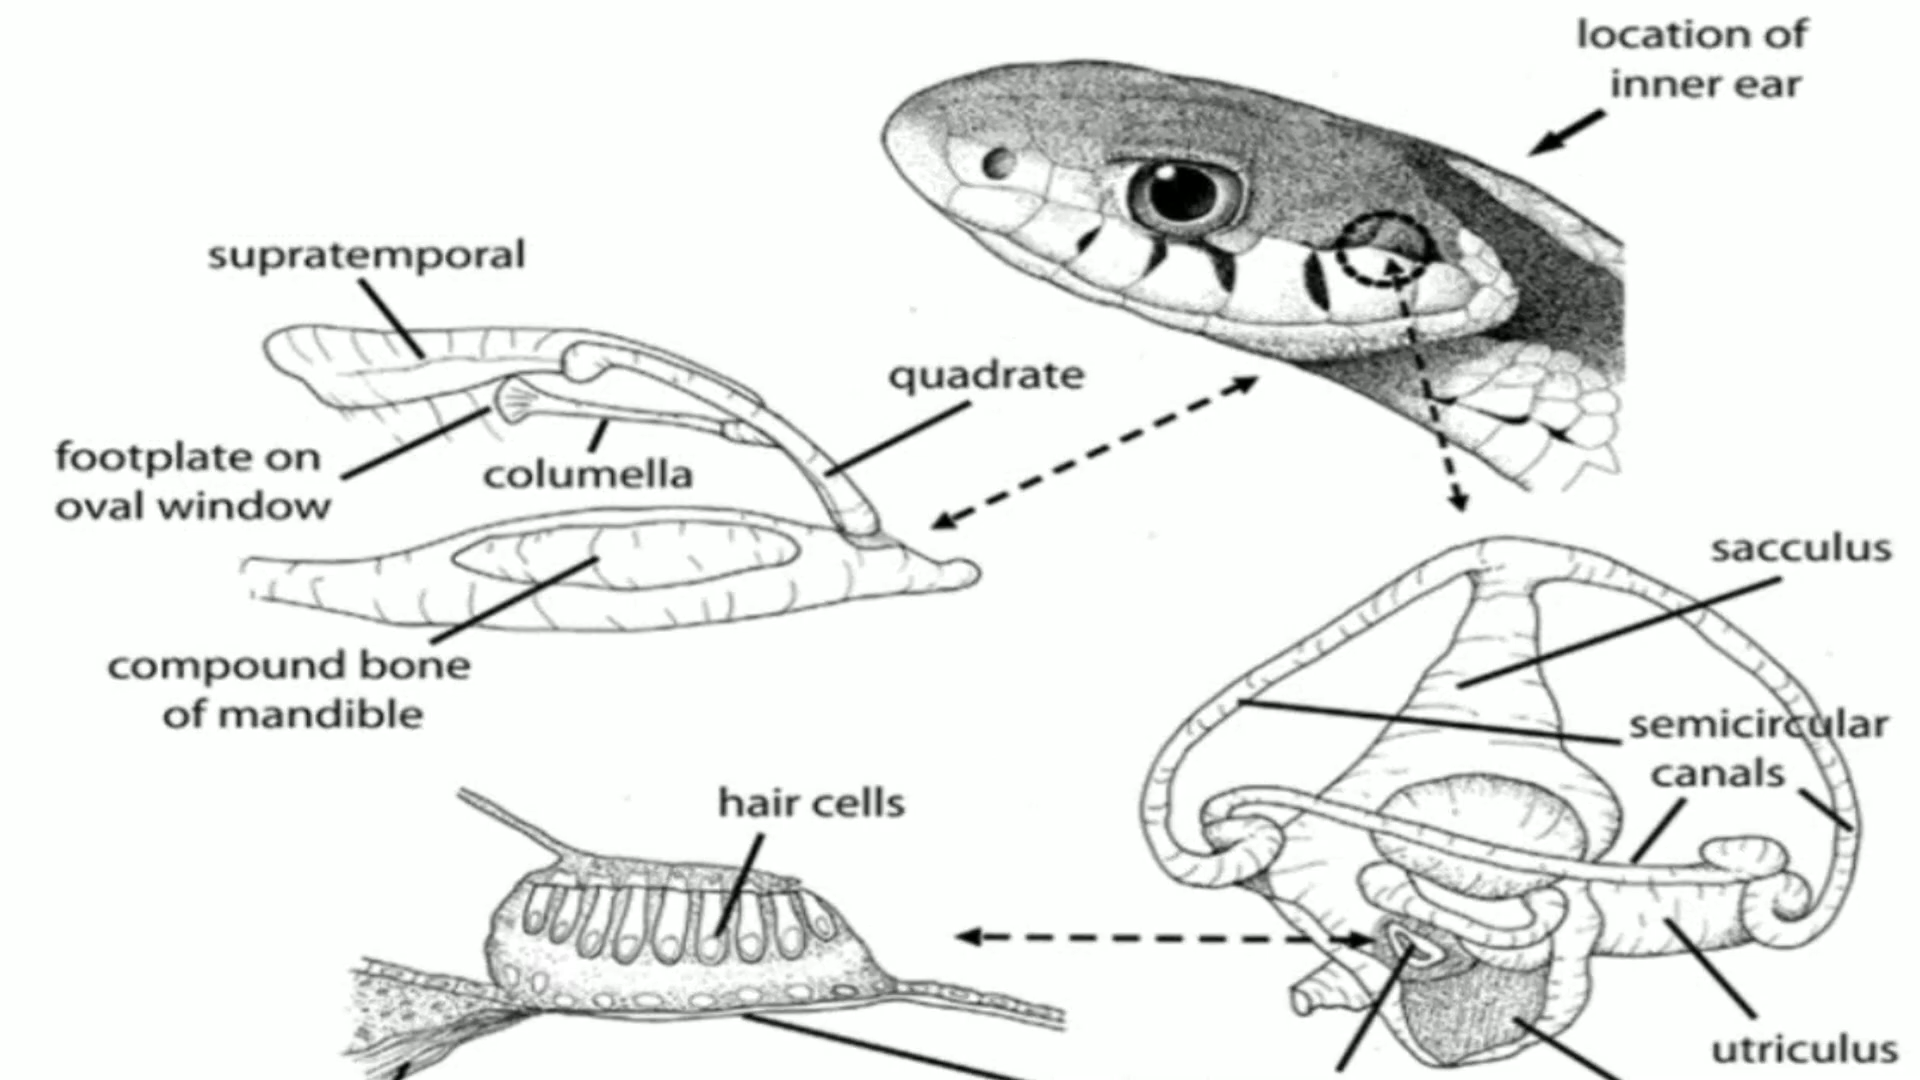 location of
inner ear
supratemporal
quadrate
footplate on
oval window
columella
sacculus
compound bone
of mandible
semicircular
canals
hair cells
utriculus